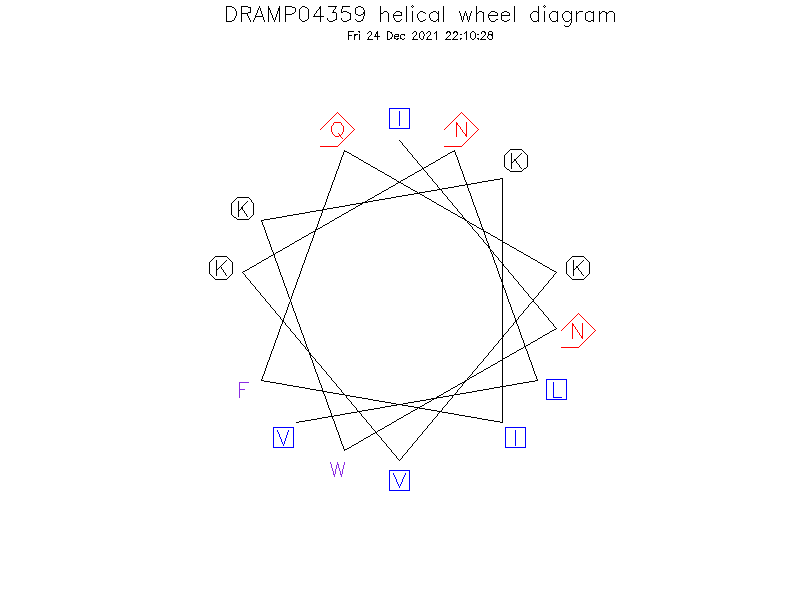 DRAMP04359 helical wheel diagram
Fri 24 Dec 2021 22:10:28
Q I N
K
K
K K
N
F L
V I
W
V